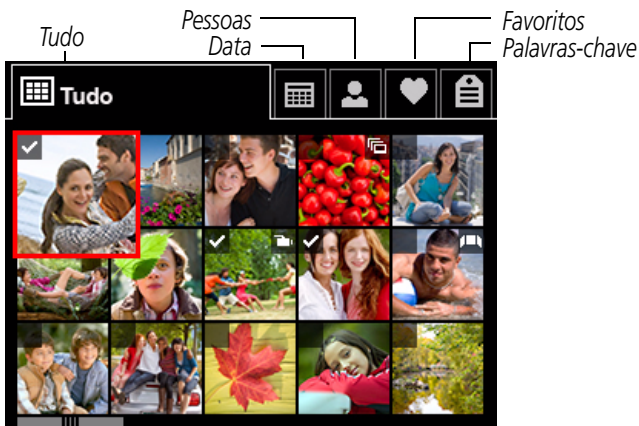 Tudo
Pessoas
Data
Favoritos
Palavras-chave
Tudo